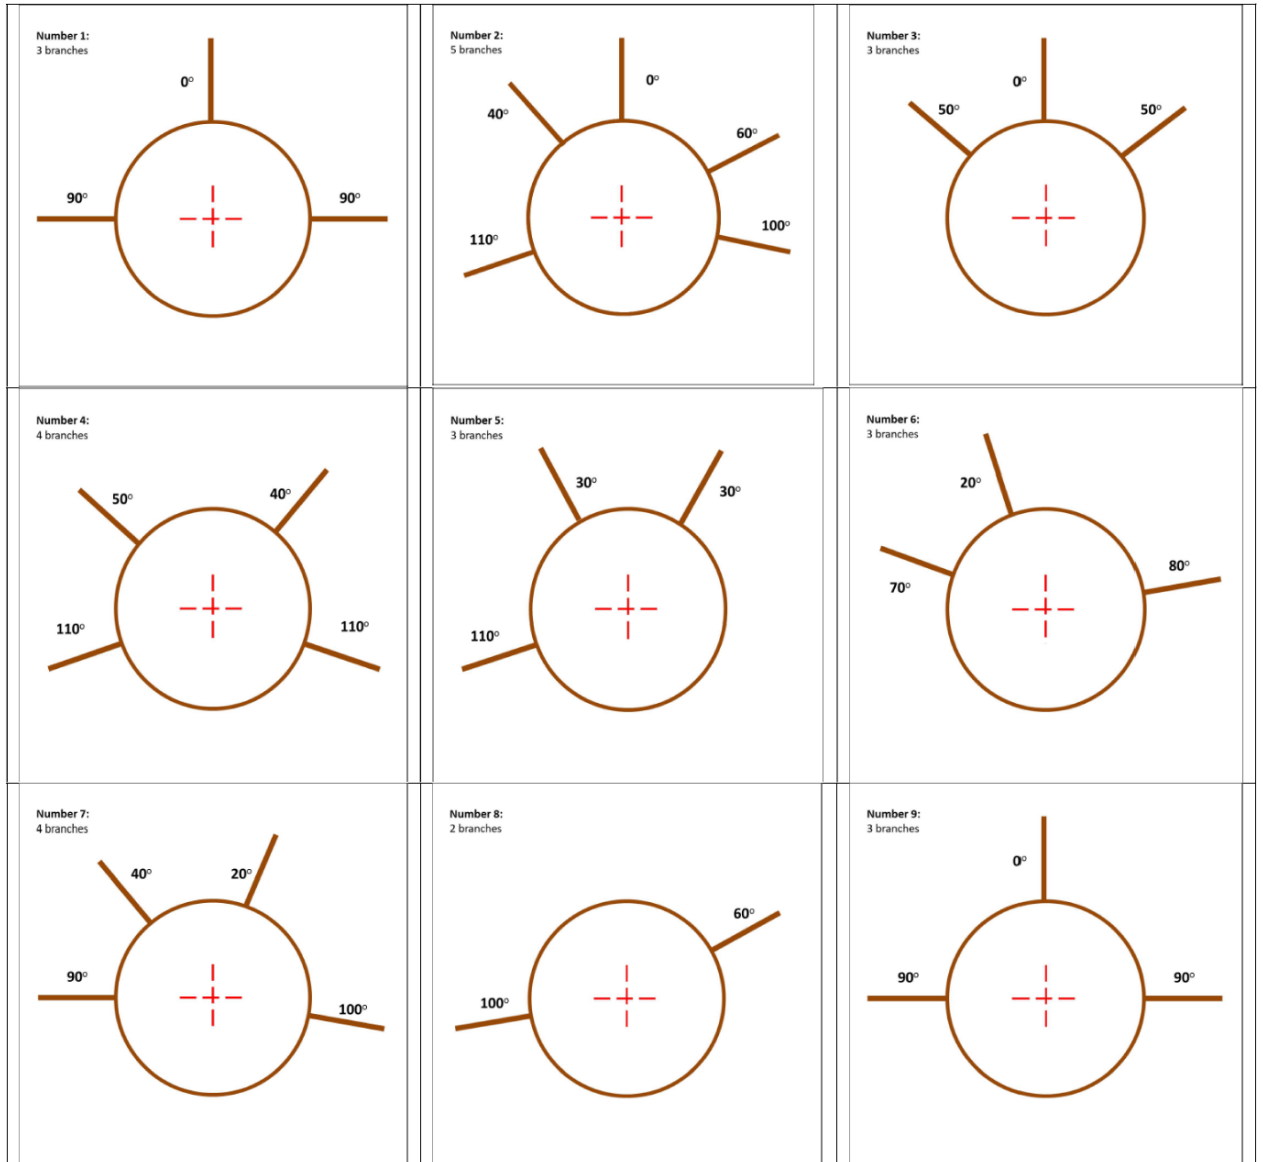 Number 1:
3 branches
0°
90°
90°
Number 2:
5 branches
0°
40°
60°
100°
110°
Number 3:
3 branches
0°
50°
50°
Number 4:
4 branches
50°
40°
110°
110°
Number 5:
3 branches
30°
30°
110°
Number 6:
3 branches
20°
80°
70°
Number 7:
4 branches
40°
20°
90°
100°
Number 8:
2 branches
60°
100°
Number 9:
3 branches
0°
90°
90°